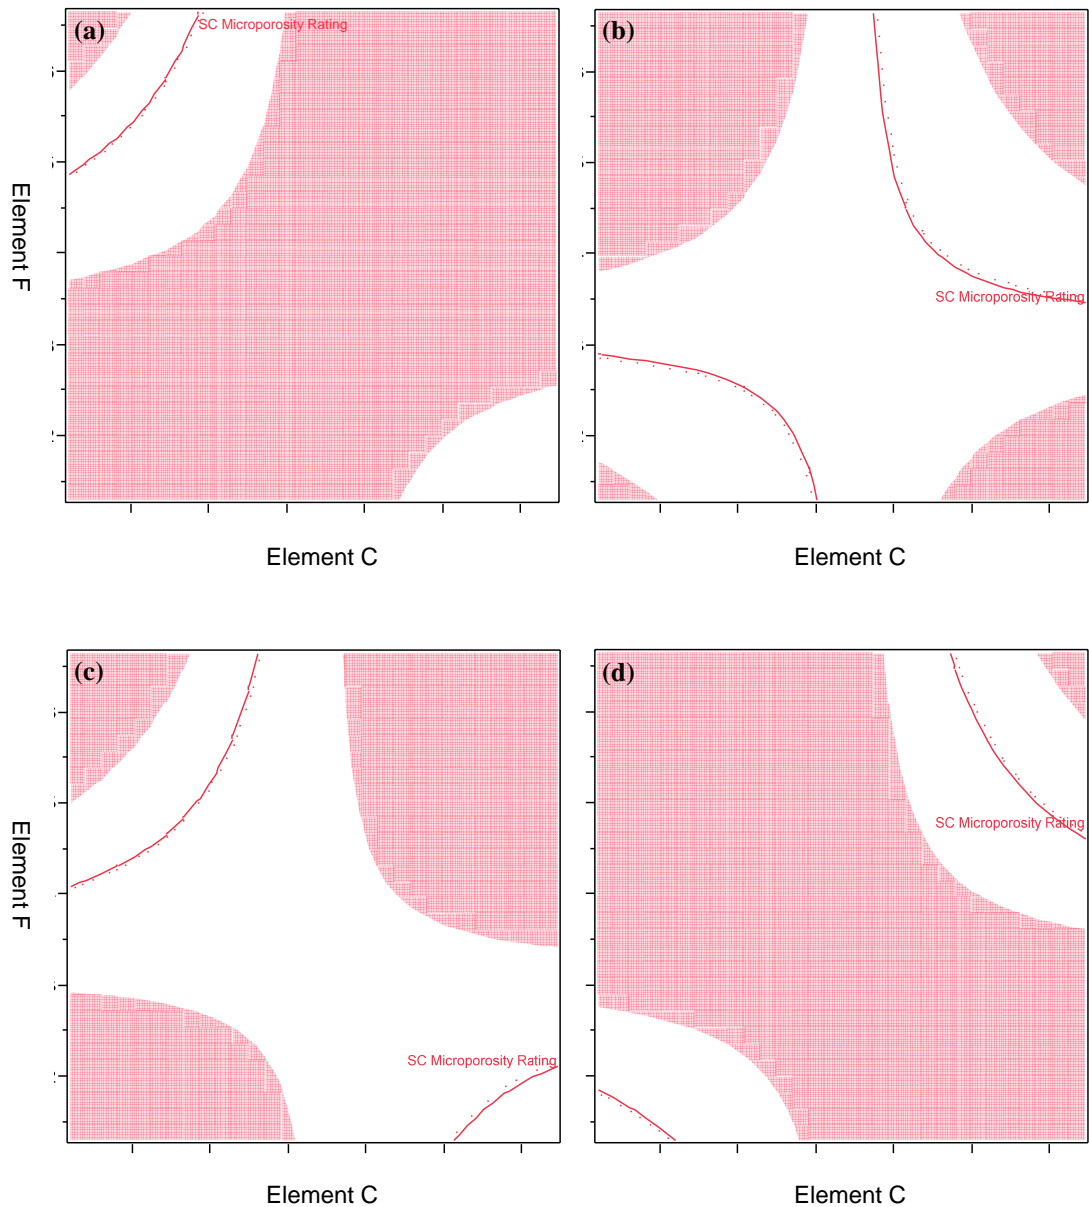 (a)
SC Microporosity Rating
Element F
Element C
(b)
SC Microporosity Rating
Element C
(c)
SC Microporosity Rating
Element F
Element C
(d)
SC Microporosity Rating
Element C